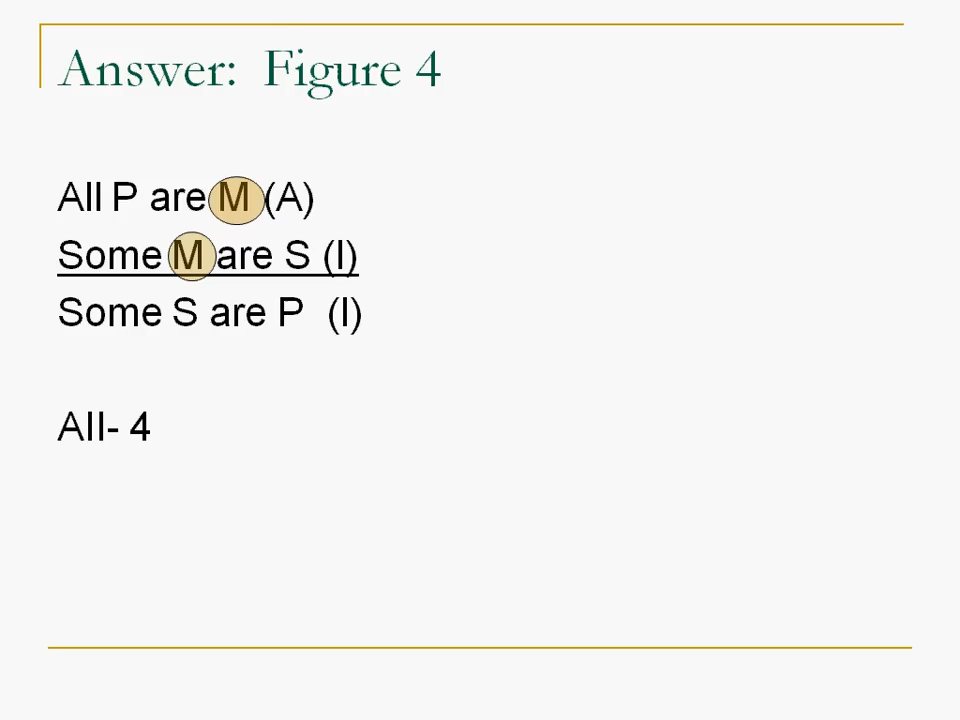 Answer:  Figure 4
All P are M (A)
Some M are S (I)
Some S are P  (I)
AII- 4